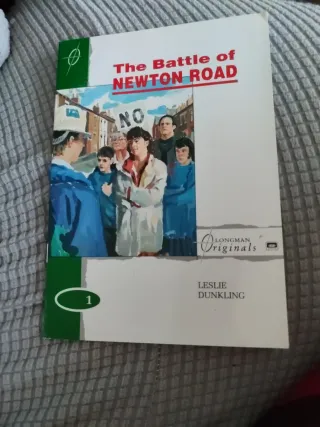 The Battle of
NEWTON ROAD
NO
LONGMAN
Originals
LESLIE
DUNKLING
1